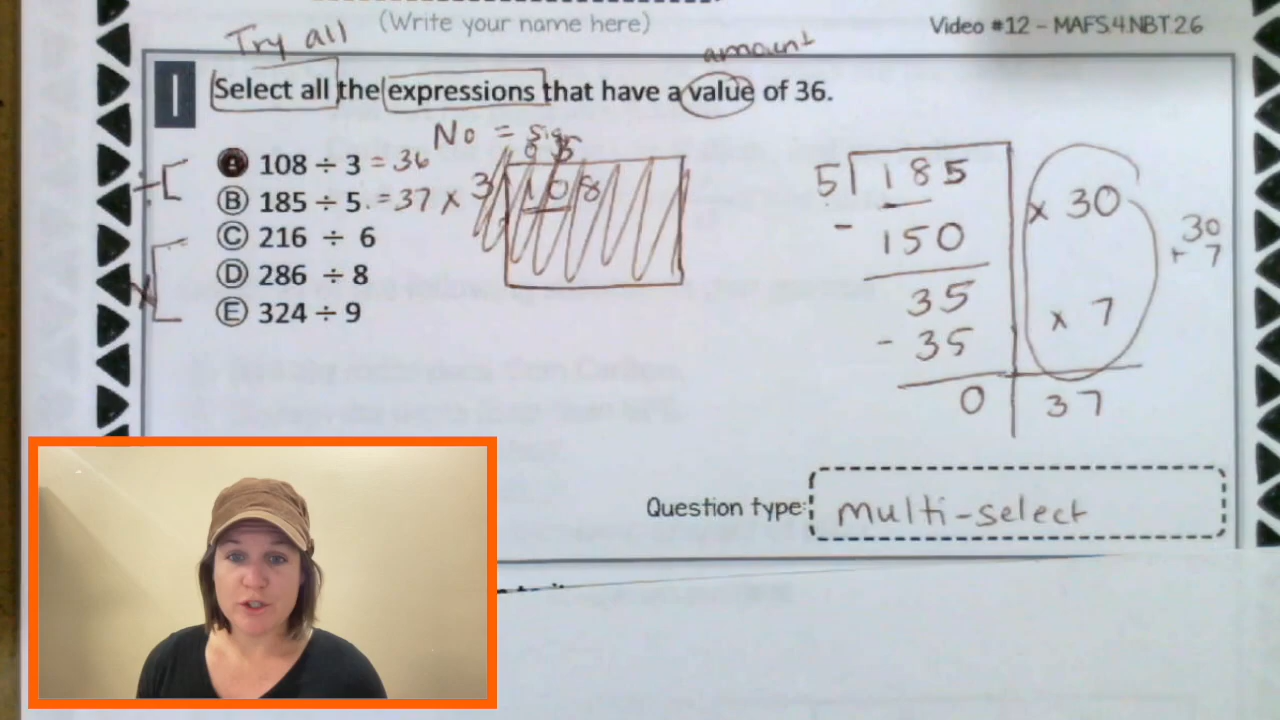 (Write your name here)
Video #12 - MAFS.4.NBT.2.6
Try all
amount
1 Select all the expressions that have a value of 36.
No = sign
A 108 ÷ 3 = 36
B 185 ÷ 5. = 37 x
C 216 ÷ 6
D 286 ÷ 8
E 324 ÷ 9
÷
x
3 108
5 185
- 150 x 30
35
- 35 x 7
0 37
30
+ 7
Question type: multi-select